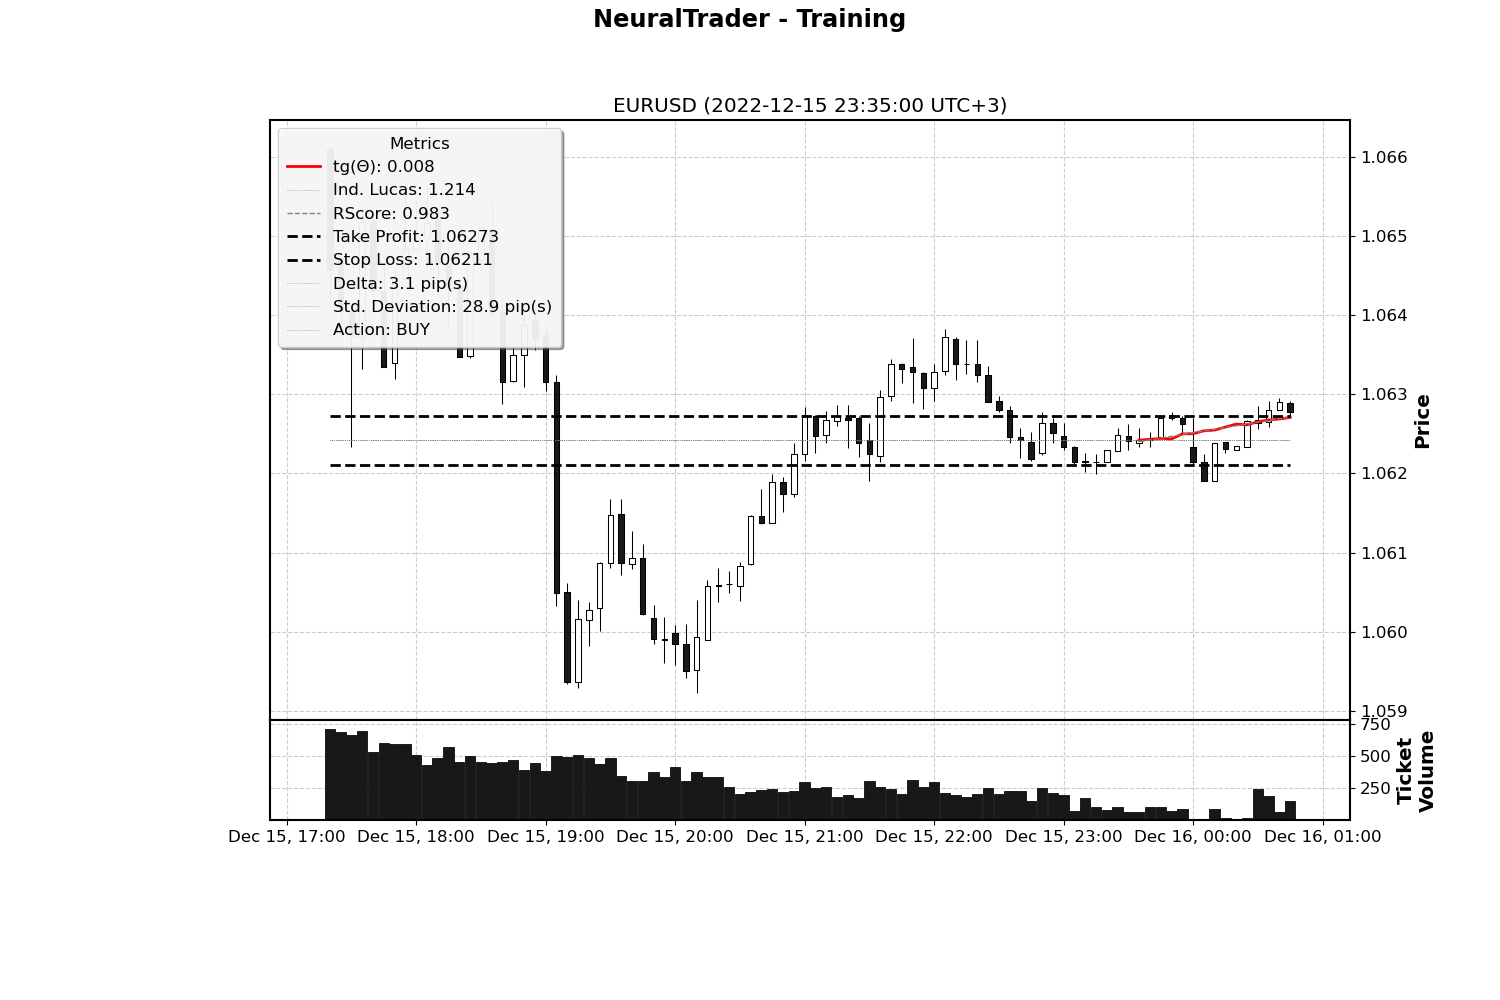 NeuralTrader - Training
EURUSD (2022-12-15 23:35:00 UTC+3)
Metrics
tg(Θ): 0.008
Ind. Lucas: 1.214
RScore: 0.983
Take Profit: 1.06273
Stop Loss: 1.06211
Delta: 3.1 pip(s)
Std. Deviation: 28.9 pip(s)
Action: BUY
1.066
1.065
1.064
1.063
1.062
1.061
1.060
1.059
Price
750
500
250
Ticket
Volume
Dec 15, 17:00 Dec 15, 18:00 Dec 15, 19:00 Dec 15, 20:00 Dec 15, 21:00 Dec 15, 22:00 Dec 15, 23:00 Dec 16, 00:00 Dec 16, 01:00